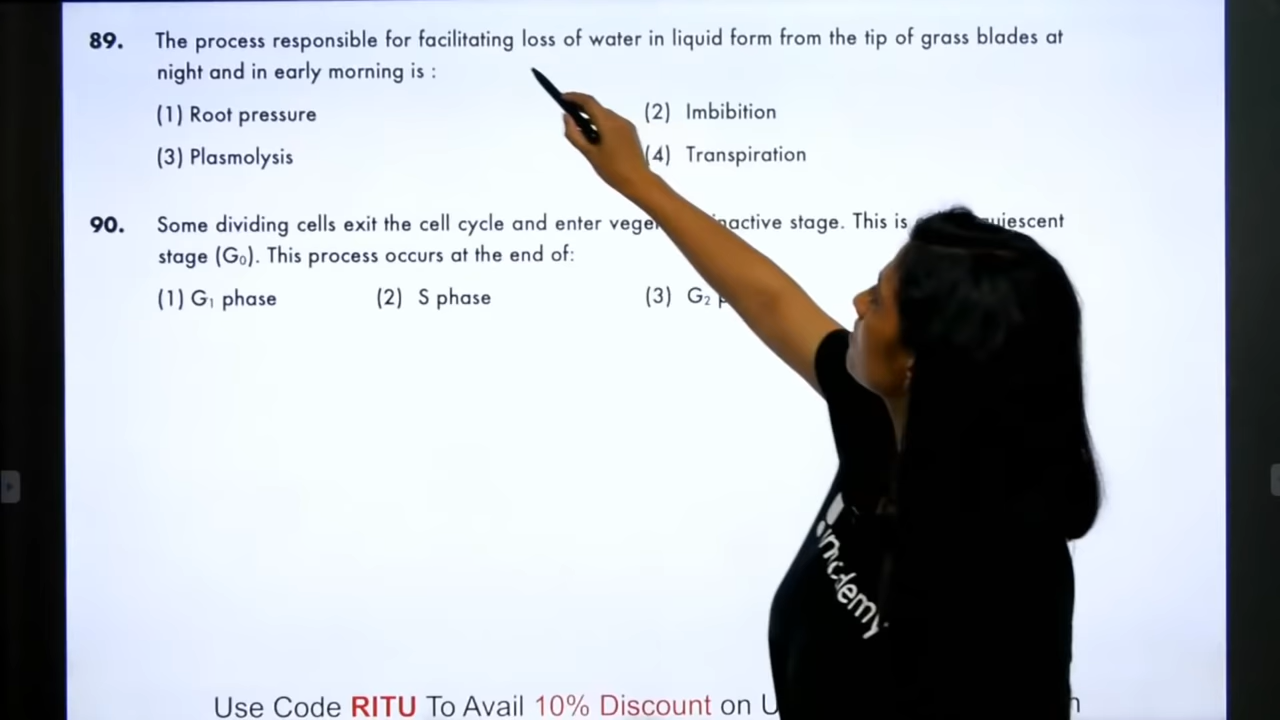 89. The process responsible for facilitating loss of water in liquid form from the tip of grass blades at
night and in early morning is :
(1) Root pressure (2) Imbibition
(3) Plasmolysis (4) Transpiration
90. Some dividing cells exit the cell cycle and enter inactive stage. This is
stage (G₀). This process occurs at the end of:
(1) G₁ phase (2) S phase (3) G₂
Use Code RITU To Avail 10% Discount on